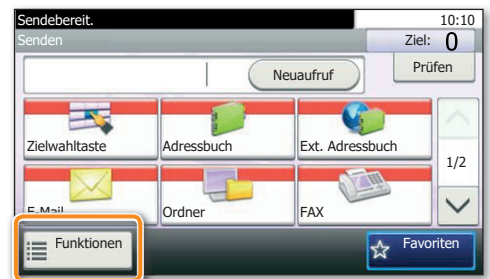 Sendebereit. 10:10
Senden Ziel: 0
Neuaufruf Prüfen
Zielwahltaste Adressbuch Ext. Adressbuch
1/2
E-Mail Ordner FAX
Funktionen Favoriten